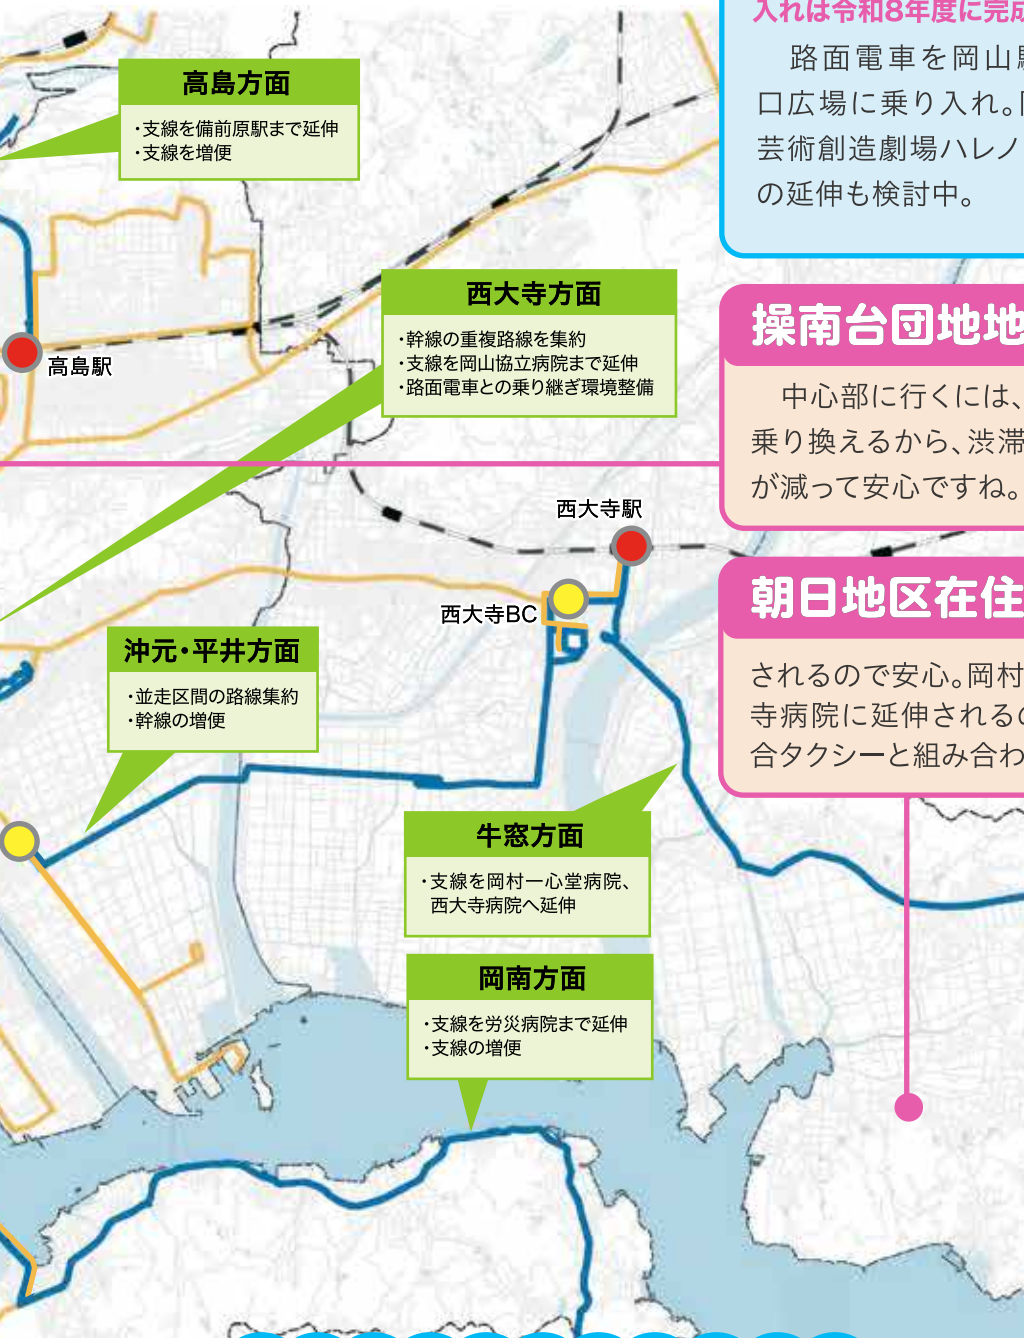 高島方面
・支線を備前原駅まで延伸
・支線を増便
西大寺方面
・幹線の重複路線を集約
・支線を岡山協立病院まで延伸
・路面電車との乗り継ぎ環境整備
高島駅
西大寺駅
西大寺BC
沖元・平井方面
・並走区間の路線集約
・幹線の増便
牛窓方面
・支線を岡村一心堂病院、
西大寺病院へ延伸
岡南方面
・支線を労災病院まで延伸
・支線の増便
入れは令和8年度に完成
路面電車を岡山駅
口広場に乗り入れ。
芸術創造劇場ハレノ
の延伸も検討中。
操南台団地地
中心部に行くには、
乗り換えるから、渋滞
が減って安心ですね。
朝日地区在住
されるので安心。岡村
寺病院に延伸されるの
合タクシーと組み合わ